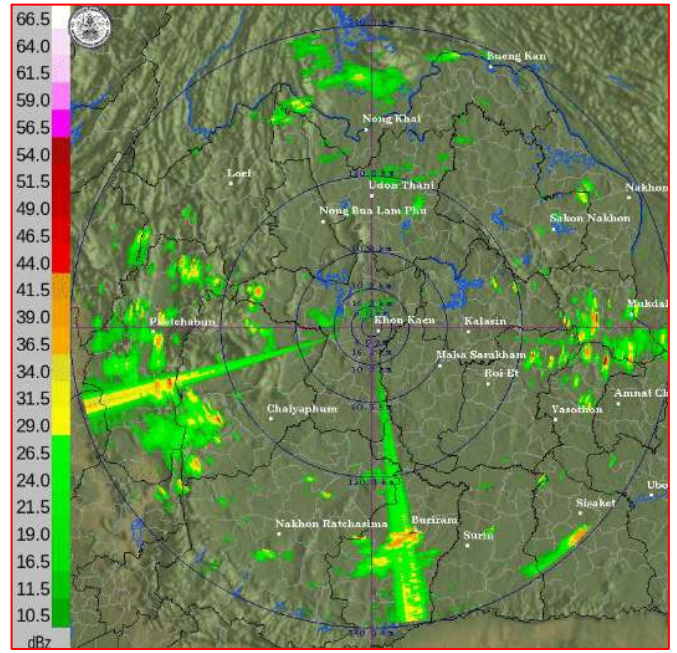 66.5
64.0
61.5
59.0
56.5
54.0
51.5
49.0
46.5
44.0
41.5
39.0
36.5
34.0
31.5
29.0
26.5
24.0
21.5
19.0
16.5
14.0
11.5
10.5
dBz
Bueng Kan
Nong Khai
Loei
Udon Thani
Nakhon
Nong Bua Lam Phu
Sakon Nakhon
Mukdah
Phetchabun
Khon Kaen
Kalasin
Maha Sarakham
Roi-Et
Amnat Ch
Chaiyaphum
Yasothon
Ubo
Sisaket
Nakhon Ratchasima
Buriram
Surin